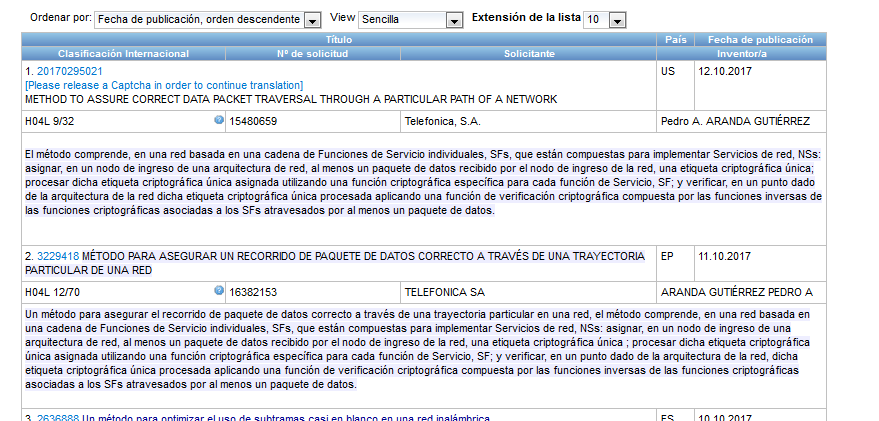 Ordenar por: Fecha de publicación, orden descendente View Sencilla Extensión de la lista 10
Título País Fecha de publicación
Clasificación Internacional Nº de solicitud Solicitante Inventor/a
1. 20170295021 US 12.10.2017
[Please release a Captcha in order to continue translation]
METHOD TO ASSURE CORRECT DATA PACKET TRAVERSAL THROUGH A PARTICULAR PATH OF A NETWORK
H04L 9/32 ? 15480659 Telefonica, S.A. Pedro A. ARANDA GUTIÉRREZ
El método comprende, en una red basada en una cadena de Funciones de Servicio individuales, SFs, que están compuestas para implementar Servicios de red, NSs:
asignar, en un nodo de ingreso de una arquitectura de red, al menos un paquete de datos recibido por el nodo de ingreso de la red, una etiqueta criptográfica única;
procesar dicha etiqueta criptográfica única asignada utilizando una función criptográfica específica para cada función de Servicio, SF; y verificar, en un punto dado
de la arquitectura de la red dicha etiqueta criptográfica única procesada aplicando una función de verificación criptográfica compuesta por las funciones inversas de
las funciones criptográficas asociadas a los SFs atravesados por al menos un paquete de datos.
2. 3229418 MÉTODO PARA ASEGURAR UN RECORRIDO DE PAQUETE DE DATOS CORRECTO A TRAVÉS DE UNA TRAYECTORIA EP 11.10.2017
PARTICULAR DE UNA RED
H04L 12/70 ? 16382153 TELEFONICA SA ARANDA GUTIÉRREZ PEDRO A
Un método para asegurar el recorrido de paquete de datos correcto a través de una trayectoria particular en una red, el método comprende, en una red basada en
una cadena de Funciones de Servicio individuales, SFs, que están compuestas para implementar Servicios de red, NSs: asignar, en un nodo de ingreso de una
arquitectura de red, al menos un paquete de datos recibido por el nodo de ingreso de la red, una etiqueta criptográfica única ; procesar dicha etiqueta criptográfica
única asignada utilizando una función criptográfica específica para cada función de Servicio, SF; y verificar, en un punto dado de la arquitectura de la red, dicha
etiqueta criptográfica única procesada aplicando una función de verificación criptográfica compuesta por las funciones inversas de las funciones criptográficas
asociadas a los SFs atravesados por al menos un paquete de datos.
3. 2636888 Un método para optimizar el uso de subtramas casi en blanco en una red inalámbrica ES 10.10.2017